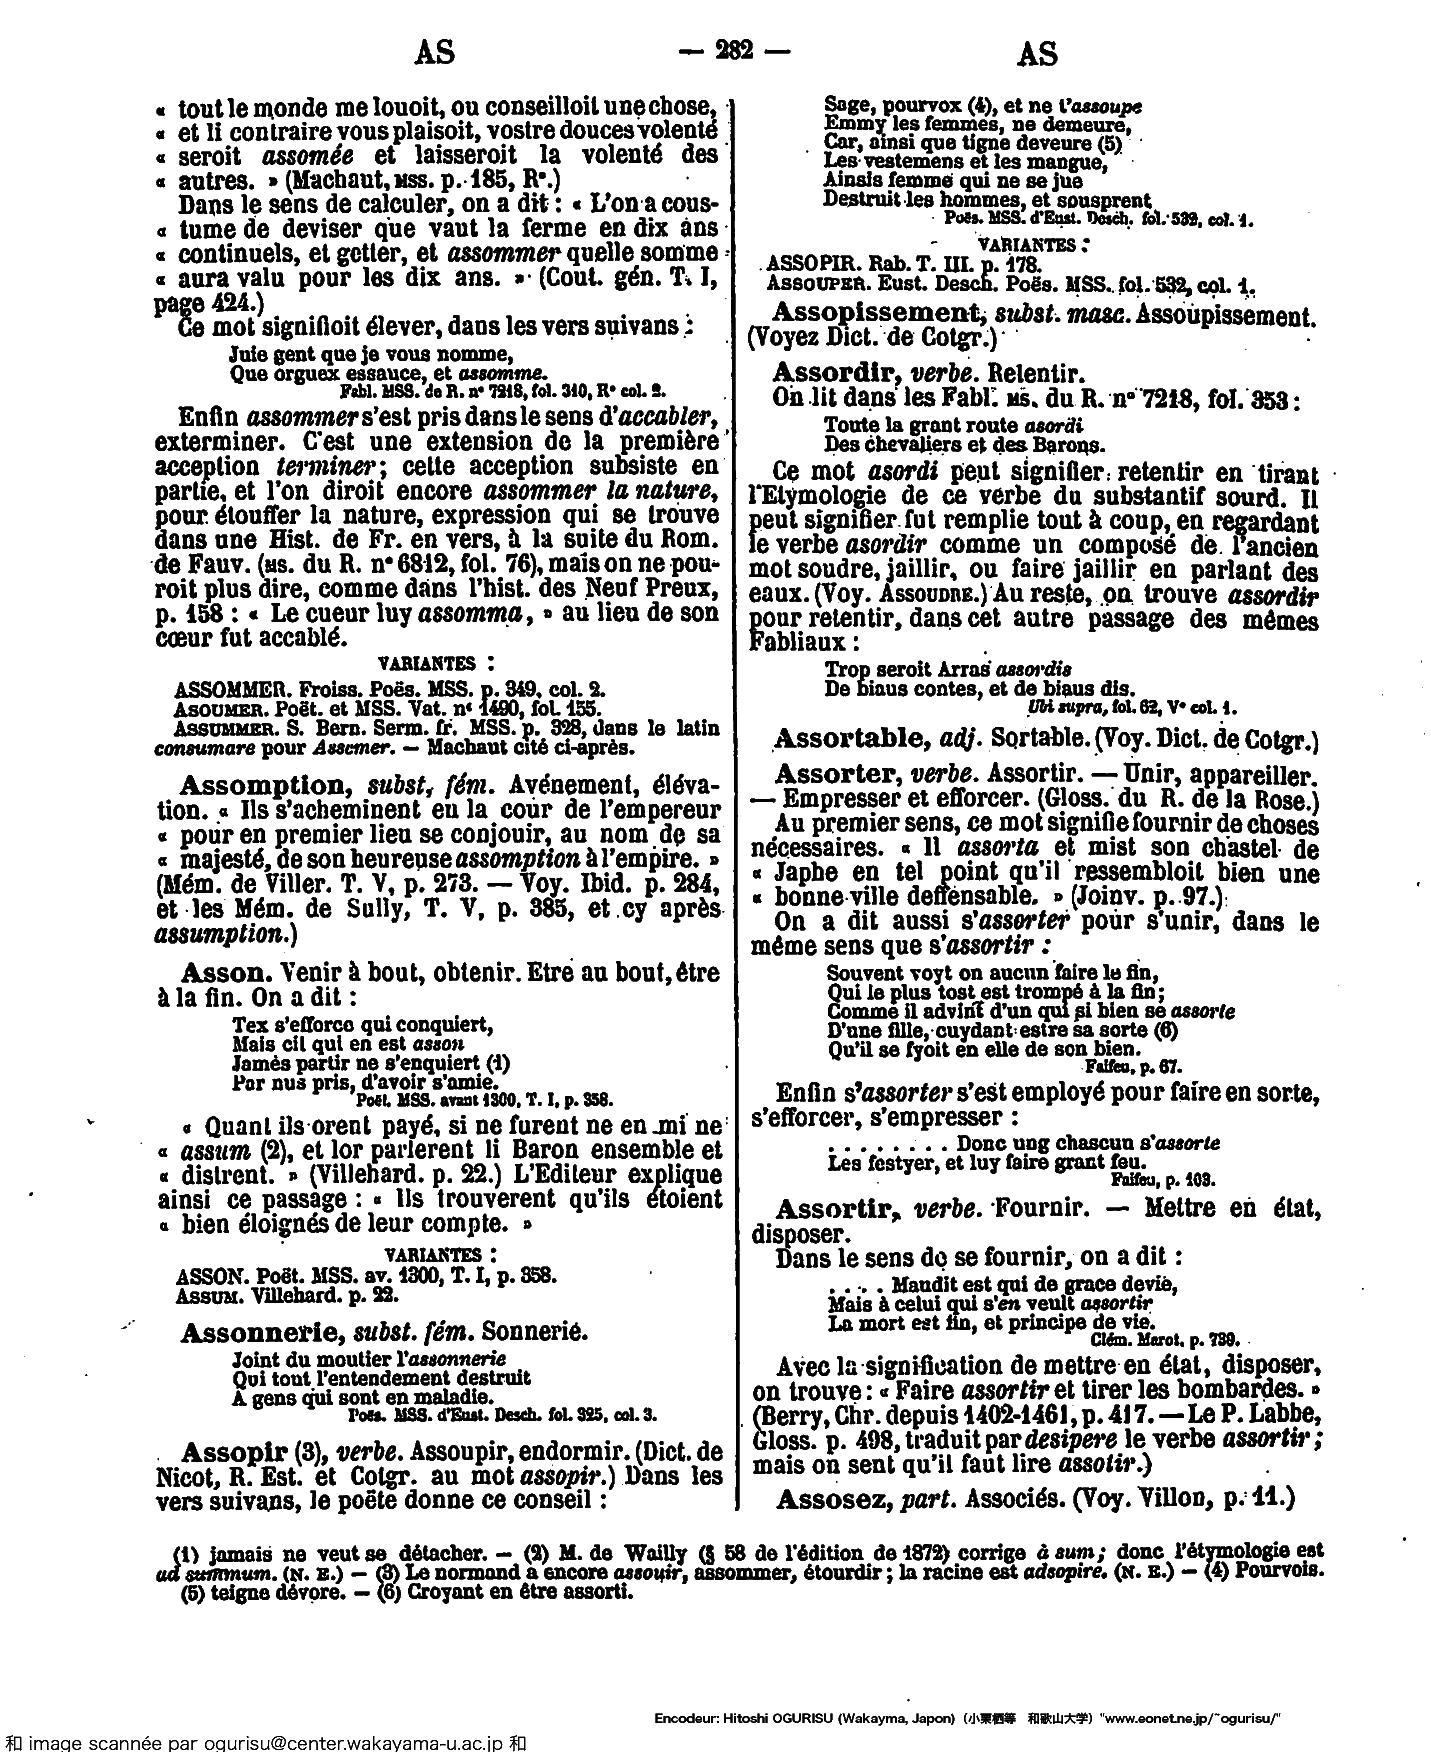 AS
— 282 —
AS
« tout le monde me louoit, ou conseilloit une chose,
« et li contraire vous plaisoit, vostre douces volenté
« seroit assomée et laisseroit la volenté des
« autres. » (Machaut, MSS. p. 185, R°.)
Dans le sens de calculer, on a dit : « L'on a cous-
« tume de deviser que vaut la ferme en dix ans
« continuels, et getter, et assommer quelle somme
« aura valu pour les dix ans. » (Cout. gén. T. I,
page 424.)
Ce mot signifioit élever, dans les vers suivans :
Juie gent que je vous nomme,
Que orguex essauce, et assomme.
Fabl. MSS. de R. n° 7218, fol. 310, R° col. 2.
Enfin assommer s'est pris dans le sens d'accabler,
exterminer. C'est une extension de la première
acception terminer; cette acception subsiste en
partie, et l'on diroit encore assommer la nature,
pour étouffer la nature, expression qui se trouve
dans une Hist. de Fr. en vers, à la suite du Rom.
de Fauv. (MS. du R. n° 6812, fol. 76), mais on ne pou-
roit plus dire, comme dans l'hist. des Neuf Preux,
p. 158 : « Le cueur luy assomma, » au lieu de son
cœur fut accablé.
VARIANTES :
ASSOMMER. Froiss. Poës. MSS. p. 349, col. 2.
ASOUMER. Poët. et MSS. Vat. n° 1490, fol. 155.
ASSUMMER. S. Bern. Serm. fr. MSS. p. 328, dans le latin
consumare pour Assemer. — Machaut cité ci-après.
Assomption, subst. fém. Avénement, éléva-
tion. « Ils s'acheminent en la cour de l'empereur
« pour en premier lieu se conjouir, au nom de sa
« majesté, de son heureuse assomption à l'empire. »
(Mém. de Viller. T. V, p. 273. — Voy. Ibid. p. 284,
et les Mém. de Sully, T. V, p. 385, et cy après
assumption.)
Asson. Venir à bout, obtenir. Etre au bout, être
à la fin. On a dit :
Tex s'efforce qui conquiert,
Mais cil qui en est asson
Jamès partir ne s'enquiert (1)
Por nus pris, d'avoir s'amie.
Poët. MSS. avant 1300, T. I, p. 358.
« Quant ils orent payé, si ne furent ne en mi ne
« assum (2), et lor parlerent li Baron ensemble et
« distrent. » (Villehard. p. 22.) L'Editeur explique
ainsi ce passage : « Ils trouverent qu'ils étoient
« bien éloignés de leur compte. »
VARIANTES :
ASSON. Poët. MSS. av. 1300, T. I, p. 358.
ASSUM. Villehard. p. 22.
Assonnerie, subst. fém. Sonnerie.
Joint du moutier l'assonnerie
Qui tout l'entendement destruit
A gens qui sont en maladie.
Poës. MSS. d'Eust. Desch. fol. 325, col. 3.
Assopir (3), verbe. Assoupir, endormir. (Dict. de
Nicot, R. Est. et Cotgr. au mot assopir.) Dans les
vers suivans, le poëte donne ce conseil :
Sage, pourvox (4), et ne t'assoupe
Emmy les femmes, ne demeure,
Car, ainsi que tigne deveure (5)
Les vestemens et les mangue,
Ainsis femme qui ne se jue
Destruit les hommes, et sousprent
Poës. MSS. d'Eust. Desch. fol. 532, col. 1.
VARIANTES :
ASSOPIR. Rab. T. III. p. 178.
ASSOUPER. Eust. Desch. Poës. MSS. fol. 532, col. 1.
Assopissement, subst. masc. Assoupissement.
(Voyez Dict. de Cotgr.)
Assordir, verbe. Retentir.
On lit dans les Fabl. MS. du R. n° 7218, fol. 353 :
Toute la grant route asordi
Des chevaliers et des Barons.
Ce mot asordi peut signifier retentir en tirant
l'Etymologie de ce verbe du substantif sourd. Il
peut signifier fut remplie tout à coup, en regardant
le verbe asordir comme un composé de l'ancien
mot soudre, jaillir, ou faire jaillir en parlant des
eaux. (Voy. ASSOUDRE.) Au reste, on trouve assordir
pour retentir, dans cet autre passage des mêmes
Fabliaux :
Trop seroit Arras assordis
De biaus contes, et de biaus dis.
Ubi supra, fol. 62, V° col. 1.
Assortable, adj. Sortable. (Voy. Dict. de Cotgr.)
Assorter, verbe. Assortir. — Unir, appareiller.
— Empresser et efforcer. (Gloss. du R. de la Rose.)
Au premier sens, ce mot signifie fournir de choses
nécessaires. « Il assorta et mist son chastel de
« Japhe en tel point qu'il ressembloit bien une
« bonne ville deffensable. » (Joinv. p. 97.)
On a dit aussi s'assorter pour s'unir, dans le
même sens que s'assortir :
Souvent voyt on aucun faire le fin,
Qui le plus tost est trompé à la fin;
Comme il advint d'un qui si bien se assorte
D'une fille, cuydant estre sa sorte (6)
Qu'il se fyoit en elle de son bien.
Faifeu, p. 67.
Enfin s'assorter s'est employé pour faire en sorte,
s'efforcer, s'empresser :
. . . . . . . . . Donc ung chascun s'assorte
Les festyer, et luy faire grant feu.
Faifeu, p. 103.
Assortir, verbe. Fournir. — Mettre en état,
disposer.
Dans le sens de se fournir, on a dit :
. . . . Maudit est qui de grace devie,
Mais à celui qui s'en veult assortir
La mort est fin, et principe de vie.
Clém. Marot, p. 739.
Avec la signification de mettre en état, disposer,
on trouve : « Faire assortir et tirer les bombardes. »
(Berry, Chr. depuis 1402-1461, p. 417. — Le P. Labbe,
Gloss. p. 498, traduit par desipere le verbe assortir;
mais on sent qu'il faut lire assotir.)
Assosez, part. Associés. (Voy. Villon, p. 11.)
(1) jamais ne veut se détacher. — (2) M. de Wailly (§ 58 de l'édition de 1872) corrige à sum; donc l'étymologie est
ad summum. (N. E.) — (3) Le normand a encore assouir, assommer, étourdir; la racine est adsopire. (N. E.) — (4) Pourvois.
(5) teigne dévore. — (6) Croyant en être assorti.
Encodeur: Hitoshi OGURISU (Wakayma, Japon) (小栗栖等 和歌山大学) "www.eonet.ne.jp/~ogurisu/"
和 image scannée par ogurisu@center.wakayama-u.ac.jp 和